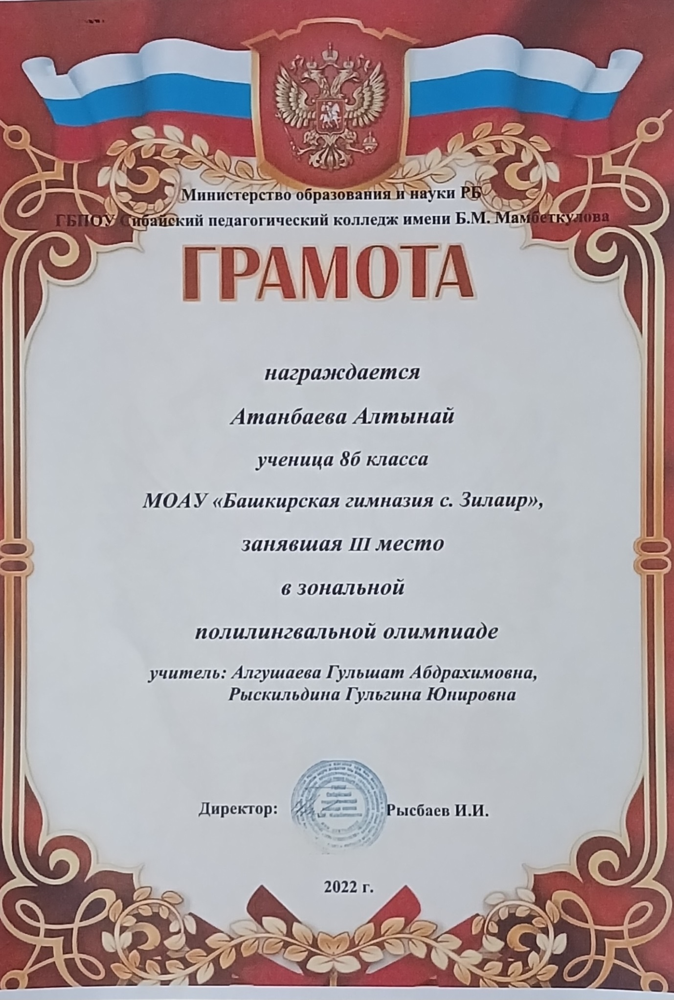 Министерство образования и науки РБ
ГБПОУ Сибайский педагогический колледж имени Б.М. Мамбеткулова
ГРАМОТА
награждается
Атанбаева Алтынай
ученица 8б класса
МОАУ «Башкирская гимназия с. Зилаир»,
занявшая III место
в зональной
полилингвальной олимпиаде
учитель: Алгушаева Гульшат Абдрахимовна,
Рыскильдина Гульгина Юнировна
Директор: Рысбаев И.И.
2022 г.